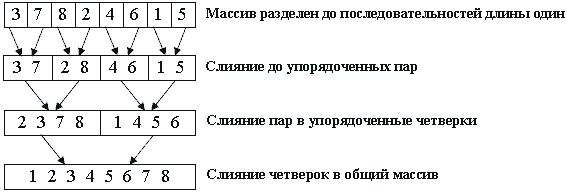 3 7 8 2 4 6 1 5 Массив разделен до последовательностей длины один
3 7 2 8 4 6 1 5 Слияние до упорядоченных пар
2 3 7 8 1 4 5 6 Слияние пар в упорядоченные четверки
1 2 3 4 5 6 7 8 Слияние четверок в общий массив